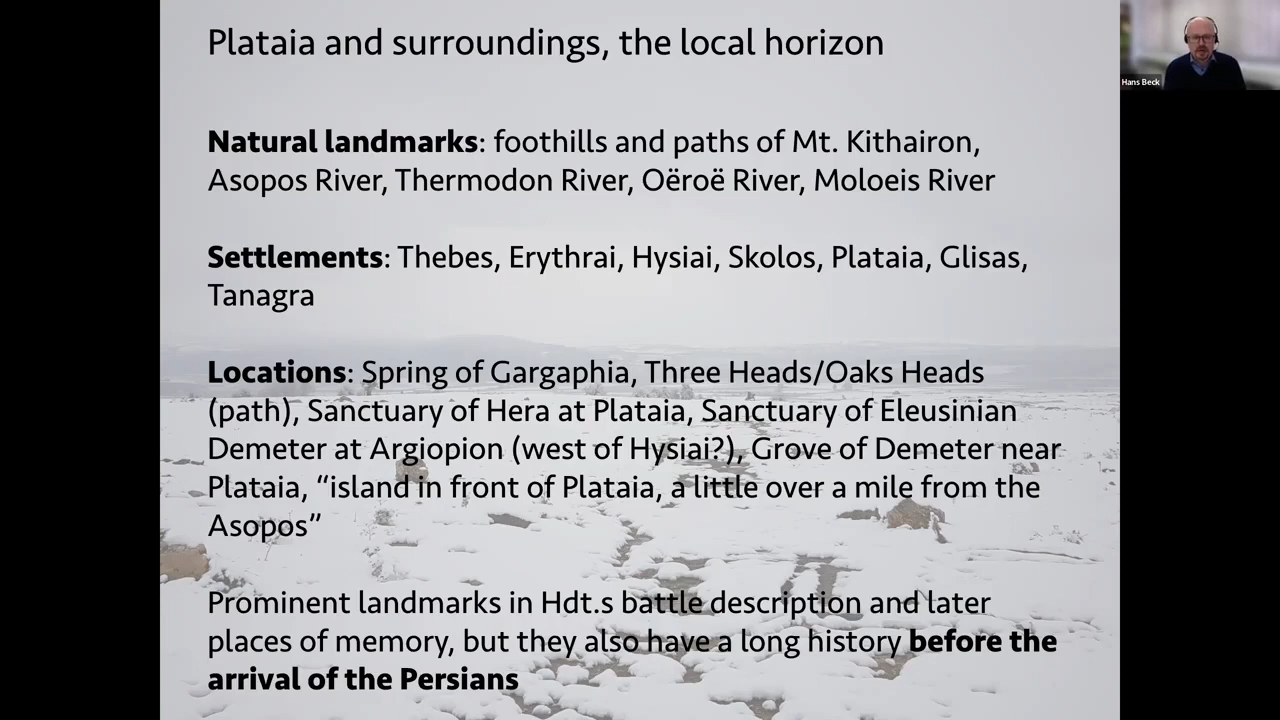 Plataia and surroundings, the local horizon
Hans Beck
Natural landmarks: foothills and paths of Mt. Kithairon,
Asopos River, Thermodon River, Oëroë River, Moloeis River
Settlements: Thebes, Erythrai, Hysiai, Skolos, Plataia, Glisas,
Tanagra
Locations: Spring of Gargaphia, Three Heads/Oaks Heads
(path), Sanctuary of Hera at Plataia, Sanctuary of Eleusinian
Demeter at Argiopion (west of Hysiai?), Grove of Demeter near
Plataia, “island in front of Plataia, a little over a mile from the
Asopos”
Prominent landmarks in Hdt.s battle description and later
places of memory, but they also have a long history before the
arrival of the Persians